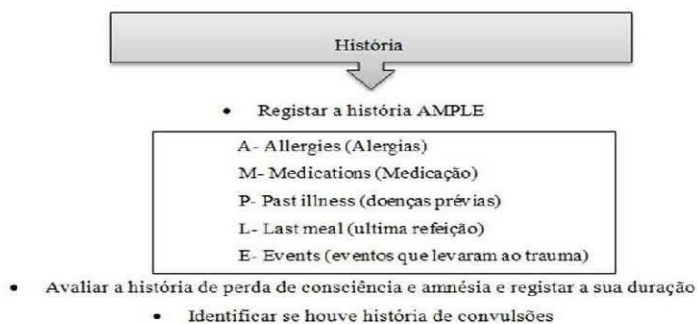 História
• Registar a história AMPLE
A- Allergies (Alergias)
M- Medications (Medicação)
P- Past illness (doenças prévias)
L- Last meal (ultima refeição)
E- Events (eventos que levaram ao trauma)
• Avaliar a história de perda de consciência e amnésia e registar a sua duração
• Identificar se houve história de convulsões